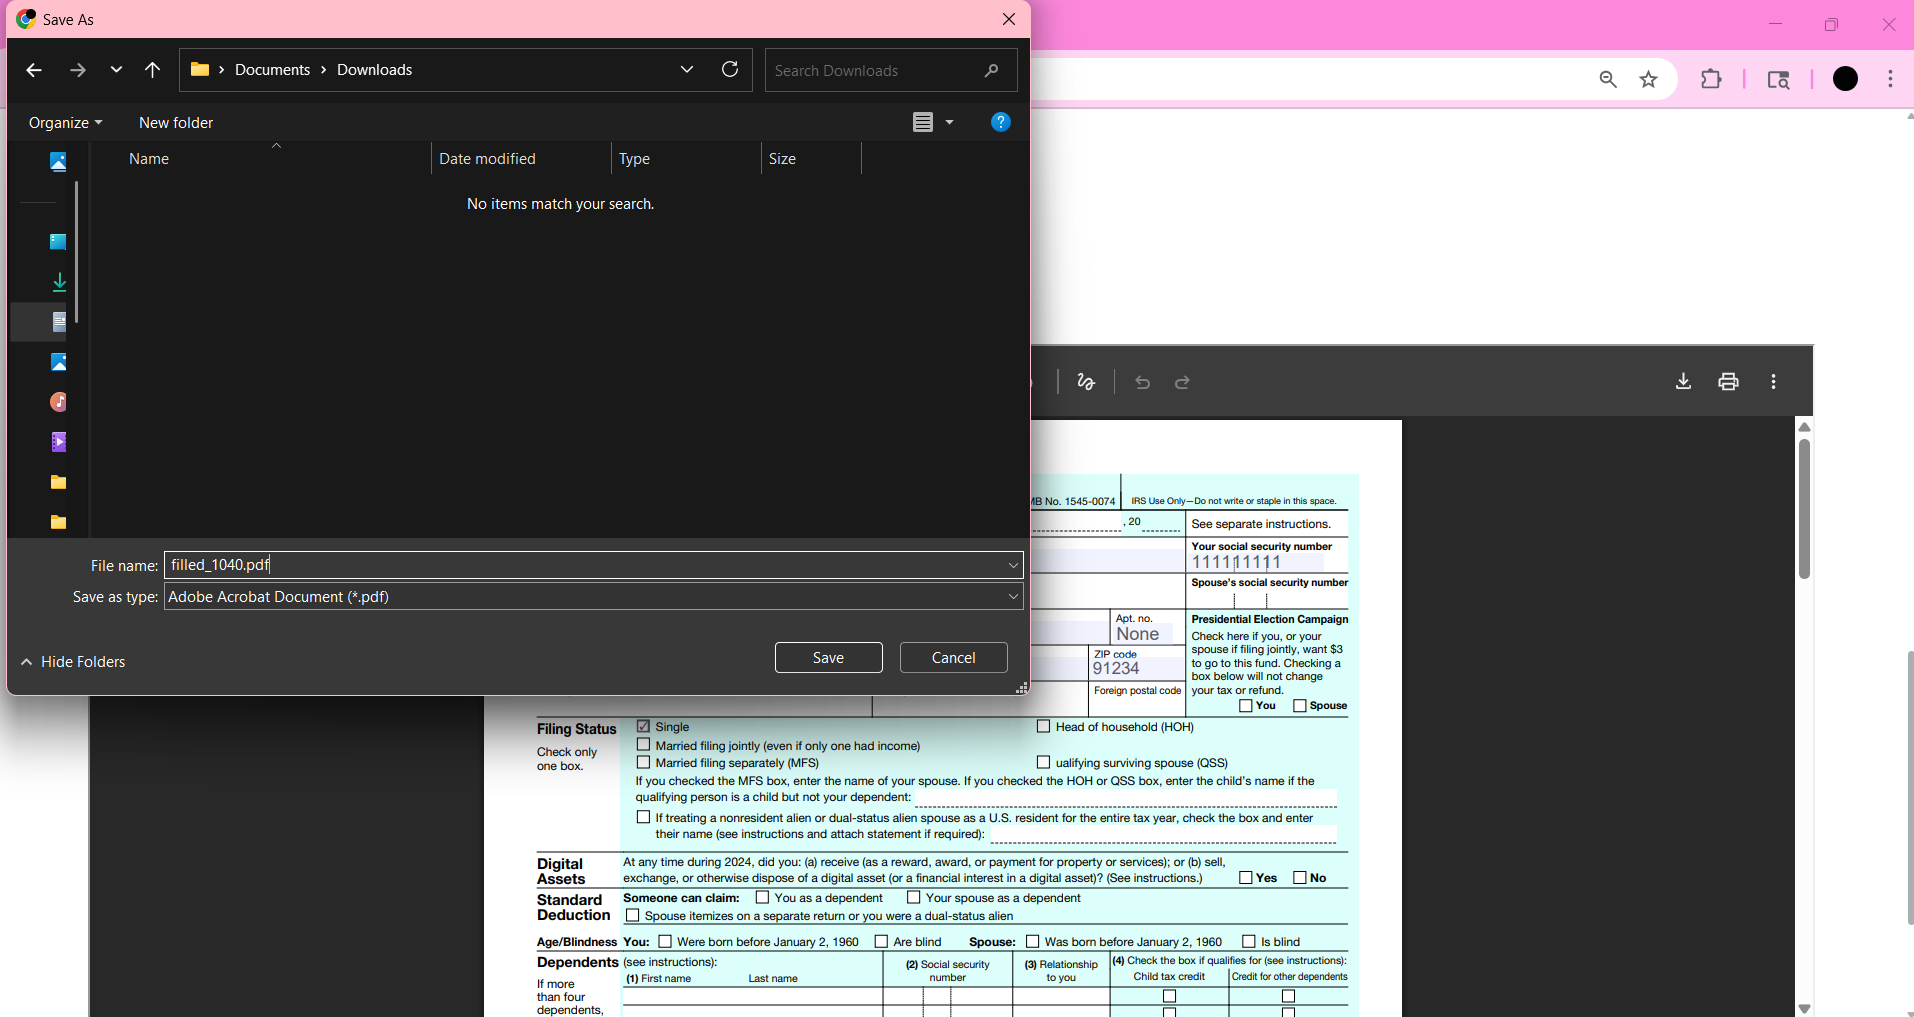 Save As
Documents > Downloads
Search Downloads
Organize
New folder
Name
Date modified
Type
Size
No items match your search.
File name: filled_1040.pdf
Save as type: Adobe Acrobat Document (*.pdf)
Hide Folders
Save
Cancel
MB No. 1545-0074
IRS Use Only—Do not write or staple in this space.
, 20
See separate instructions.
Your social security number
111111111
Spouse's social security number
Apt. no.
None
ZIP code
91234
Foreign postal code
Presidential Election Campaign
Check here if you, or your
spouse if filing jointly, want $3
to go to this fund. Checking a
box below will not change
your tax or refund.
You Spouse
Filing Status
Check only
one box.
Single
Head of household (HOH)
Married filing jointly (even if only one had income)
Married filing separately (MFS)
ualifying surviving spouse (QSS)
If you checked the MFS box, enter the name of your spouse. If you checked the HOH or QSS box, enter the child's name if the
qualifying person is a child but not your dependent:
If treating a nonresident alien or dual-status alien spouse as a U.S. resident for the entire tax year, check the box and enter
their name (see instructions and attach statement if required):
Digital
Assets
At any time during 2024, did you: (a) receive (as a reward, award, or payment for property or services); or (b) sell,
exchange, or otherwise dispose of a digital asset (or a financial interest in a digital asset)? (See instructions.)
Yes No
Standard
Deduction
Someone can claim: You as a dependent Your spouse as a dependent
Spouse itemizes on a separate return or you were a dual-status alien
Age/Blindness You: Were born before January 2, 1960 Are blind Spouse: Was born before January 2, 1960 Is blind
Dependents (see instructions):
If more
than four
dependents,
(1) First name Last name
(2) Social security
number
(3) Relationship
to you
(4) Check the box if qualifies for (see instructions):
Child tax credit
Credit for other dependents